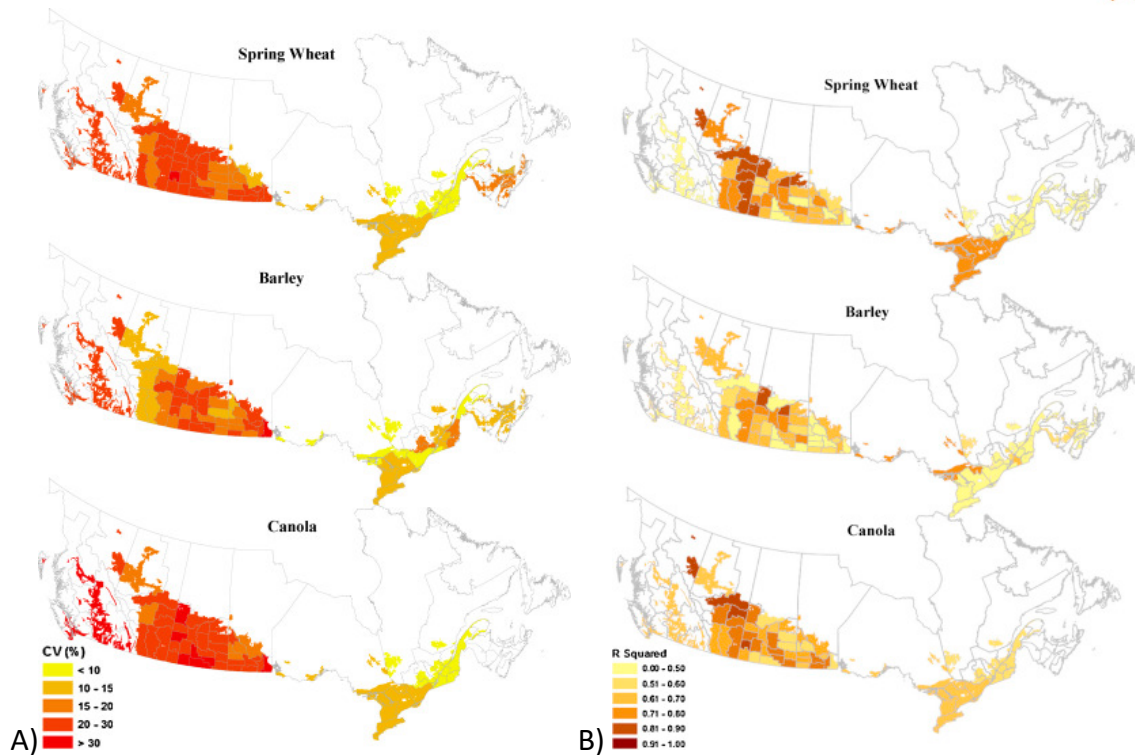 Spring Wheat
Barley
Canola
CV (%)
< 10
10 - 15
15 - 20
20 - 30
> 30
A)
Spring Wheat
Barley
Canola
R Squared
0.00 - 0.50
0.51 - 0.60
0.61 - 0.70
0.71 - 0.80
0.81 - 0.90
0.91 - 1.00
B)